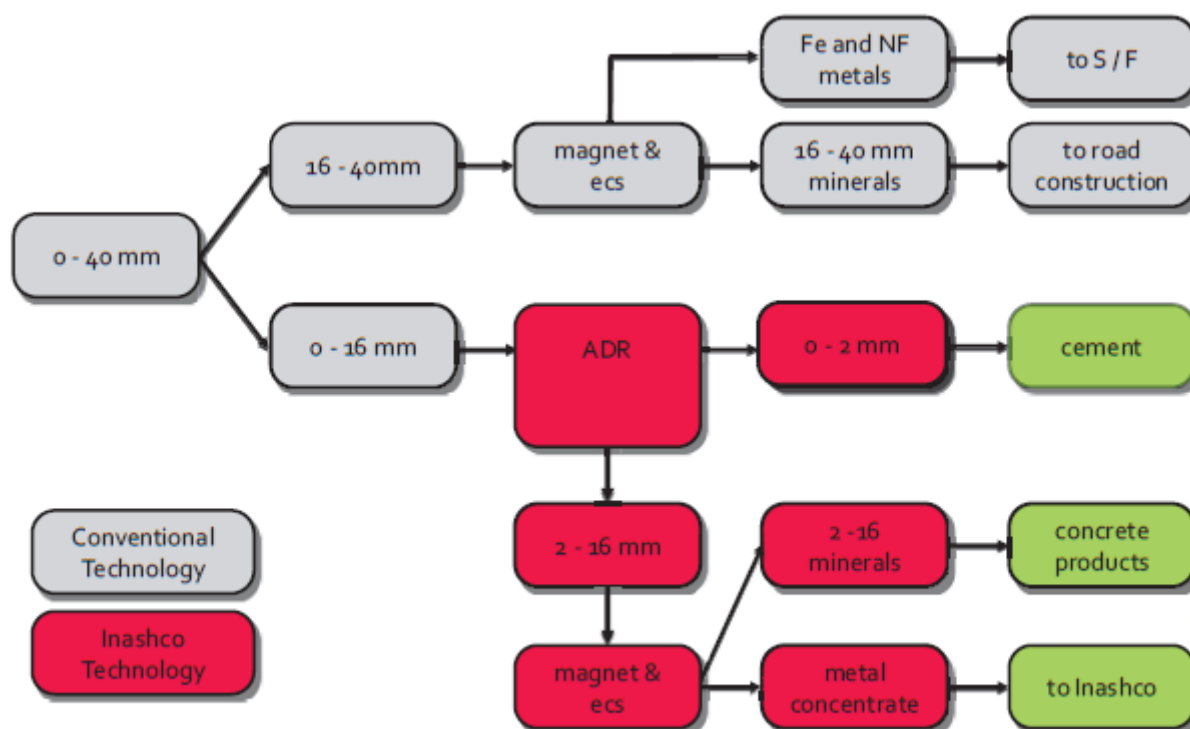 Fe and NF
metals
to S / F
16 - 40mm
magnet &
ecs
16 - 40 mm
minerals
to road
construction
0 - 40 mm
0 - 16 mm
ADR
0 - 2 mm
cement
Conventional
Technology
2 - 16 mm
2 -16
minerals
concrete
products
Inashco
Technology
magnet &
ecs
metal
concentrate
to Inashco